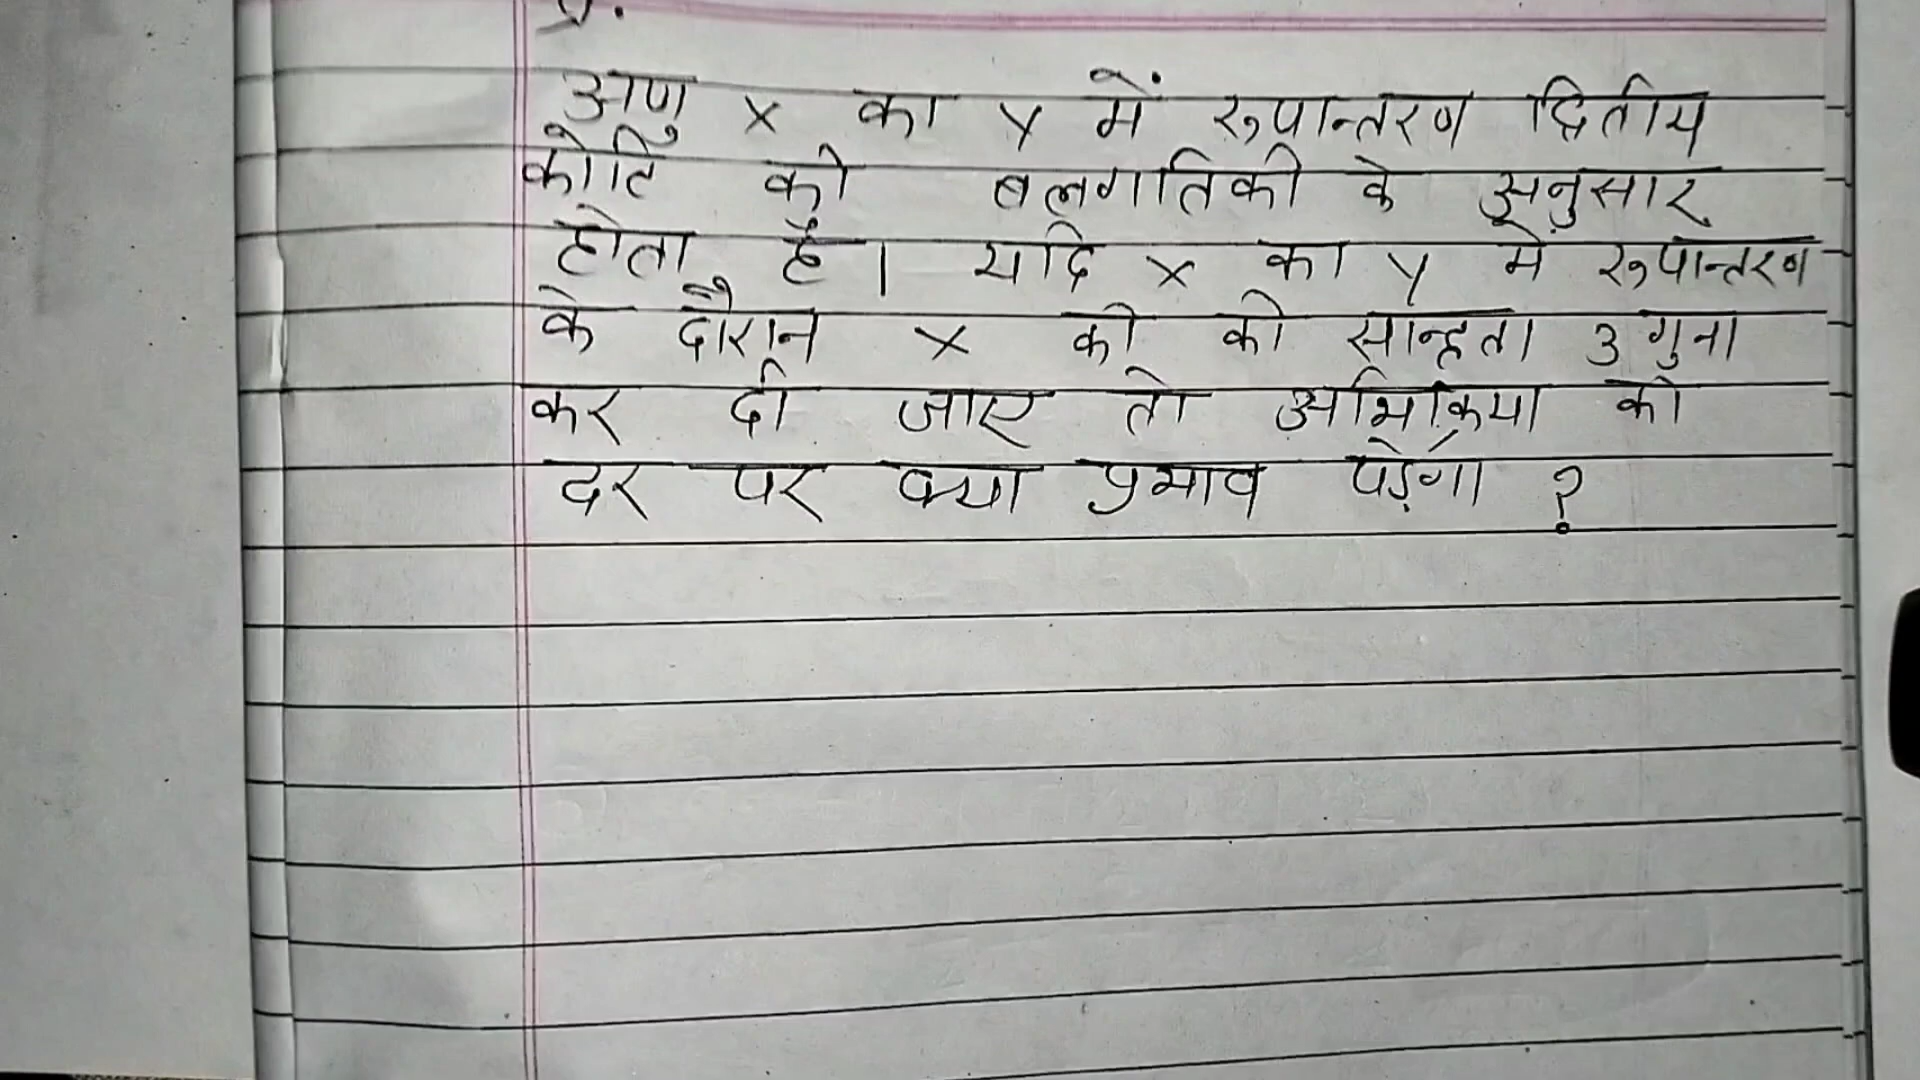 अणु x का y में रूपान्तरण द्वितीय
कोटि की बलगतिकी के अनुसार
होता है। यदि x का y में रूपान्तरण
के दौरान x की की सान्द्रता 3 गुना
कर दी जाए तो अभिक्रिया की
दर पर क्या प्रभाव पड़ेगा ?